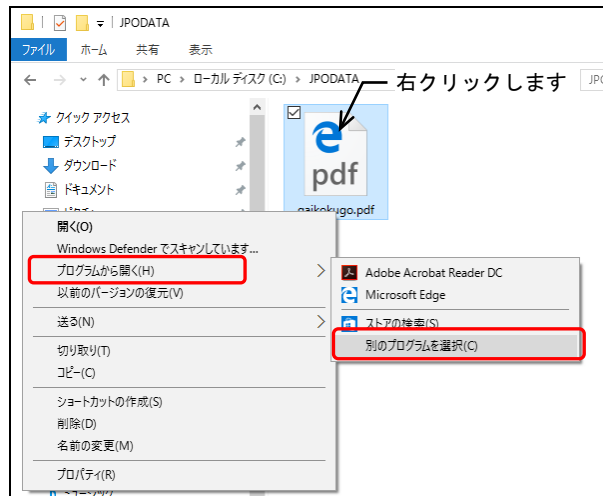 JPODATA
ファイル ホーム 共有 表示
PC > ローカル ディスク (C:) > JPODATA
右クリックします
クイック アクセス
デスクトップ
ダウンロード
ドキュメント
pdf
gaikokugo.pdf
開く(O)
Windows Defender でスキャンしています...
プログラムから開く(H)
以前のバージョンの復元(V)
送る(N)
切り取り(T)
コピー(C)
ショートカットの作成(S)
削除(D)
名前の変更(M)
プロパティ(R)
Adobe Acrobat Reader DC
Microsoft Edge
ストアの検索(S)
別のプログラムを選択(C)